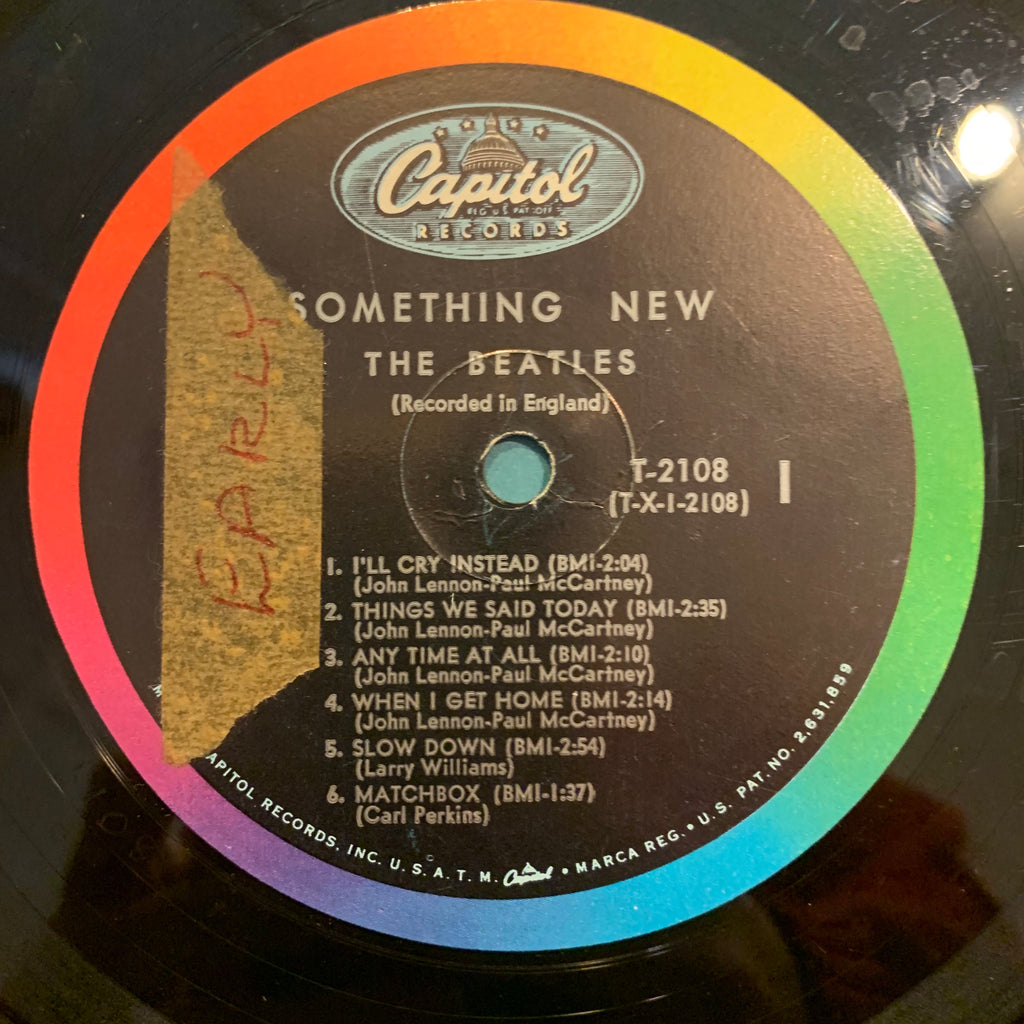 Capitol
REG. U.S. PAT. OFF.
RECORDS
EARLY
SOMETHING NEW
THE BEATLES
(Recorded in England)
T-2108
(T-X-1-2108)
1
1. I'LL CRY INSTEAD (BMI-2:04)
(John Lennon-Paul McCartney)
2. THINGS WE SAID TODAY (BMI-2:35)
(John Lennon-Paul McCartney)
3. ANY TIME AT ALL (BMI-2:10)
(John Lennon-Paul McCartney)
4. WHEN I GET HOME (BMI-2:14)
(John Lennon-Paul McCartney)
5. SLOW DOWN (BMI-2:54)
(Larry Williams)
6. MATCHBOX (BMI-1:37)
(Carl Perkins)
APITOL RECORDS, INC. U.S.A. T.M. Capitol • MARCA REG. • U.S. PAT. NO. 2,631,859